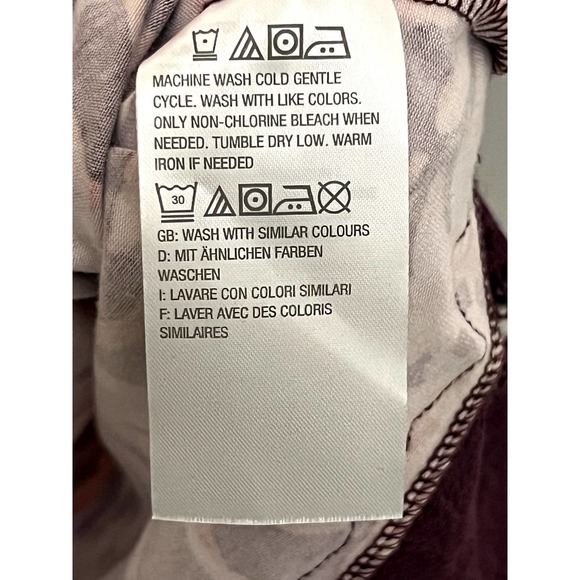 MACHINE WASH COLD GENTLE
CYCLE. WASH WITH LIKE COLORS.
ONLY NON-CHLORINE BLEACH WHEN
NEEDED. TUMBLE DRY LOW. WARM
IRON IF NEEDED
30
GB: WASH WITH SIMILAR COLOURS
D: MIT ÄHNLICHEN FARBEN
WASCHEN
I: LAVARE CON COLORI SIMILARI
F: LAVER AVEC DES COLORIS
SIMILAIRES